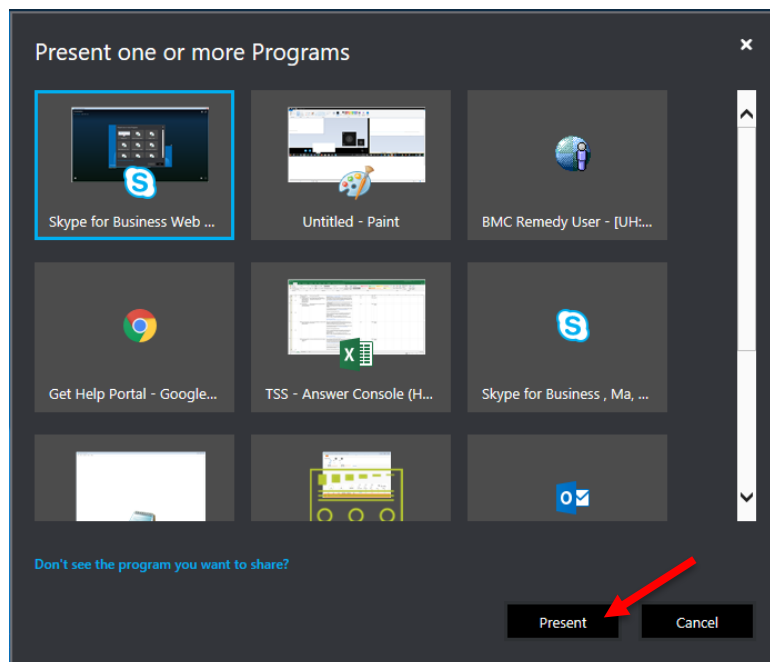 Present one or more Programs
Skype for Business Web ...
Untitled - Paint
BMC Remedy User - [UH:...
Get Help Portal - Google...
TSS - Answer Console (H...
Skype for Business , Ma, ...
Don't see the program you want to share?
Present
Cancel